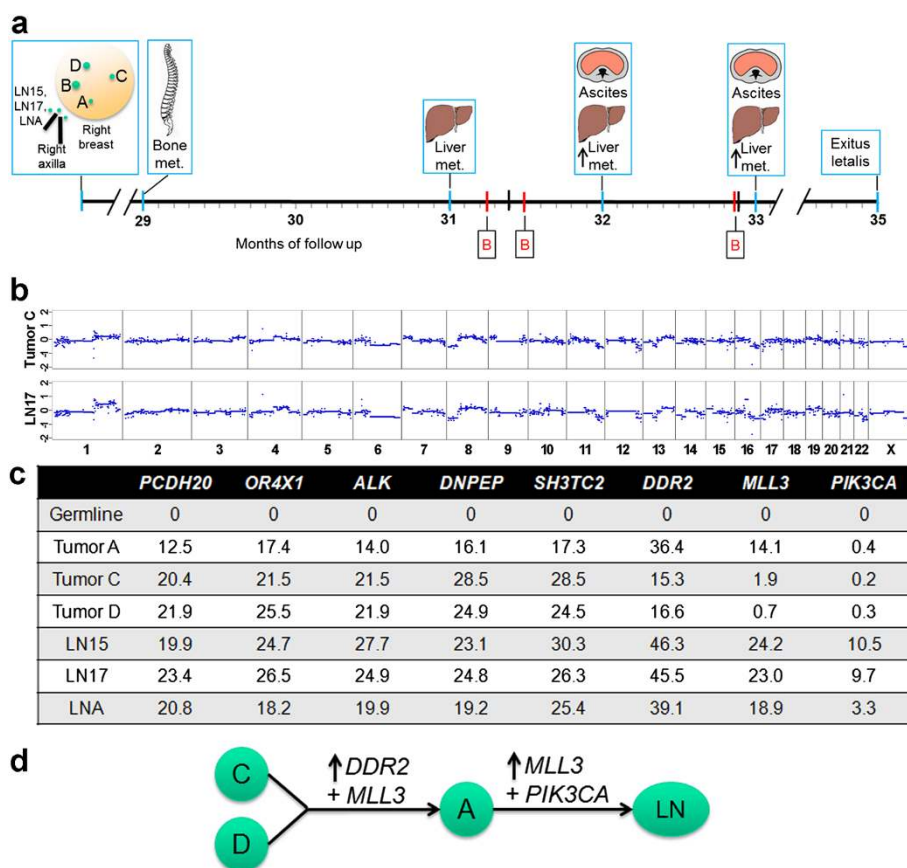 a
D
C
B
A
LN15,
LN17,
LNA
Right
axilla
Right
breast
Bone
met.
Liver
met.
Ascites
Liver
met.
Ascites
Liver
met.
Exitus
letalis
29 30 31 32 33 35
Months of follow up
B B B
b
Tumor C
2
1
0
-2
LN17
2
1
0
-2
1 2 3 4 5 6 7 8 9 10 11 12 13 14 15 16 17 18 19 20 21 22 X
c
PCDH20 OR4X1 ALK DNPEP SH3TC2 DDR2 MLL3 PIK3CA
Germline 0 0 0 0 0 0 0 0
Tumor A 12.5 17.4 14.0 16.1 17.3 36.4 14.1 0.4
Tumor C 20.4 21.5 21.5 28.5 28.5 15.3 1.9 0.2
Tumor D 21.9 25.5 21.9 24.9 24.5 16.6 0.7 0.3
LN15 19.9 24.7 27.7 23.1 30.3 46.3 24.2 10.5
LN17 23.4 26.5 24.9 24.8 26.3 45.5 23.0 9.7
LNA 20.8 18.2 19.9 19.2 25.4 39.1 18.9 3.3
d
C
D
↑DDR2
+ MLL3
A
↑MLL3
+ PIK3CA
LN